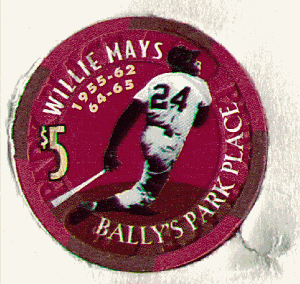 WILLIE MAYS
1955-62
64-65
24
$5
BALLY'S PARK PLACE